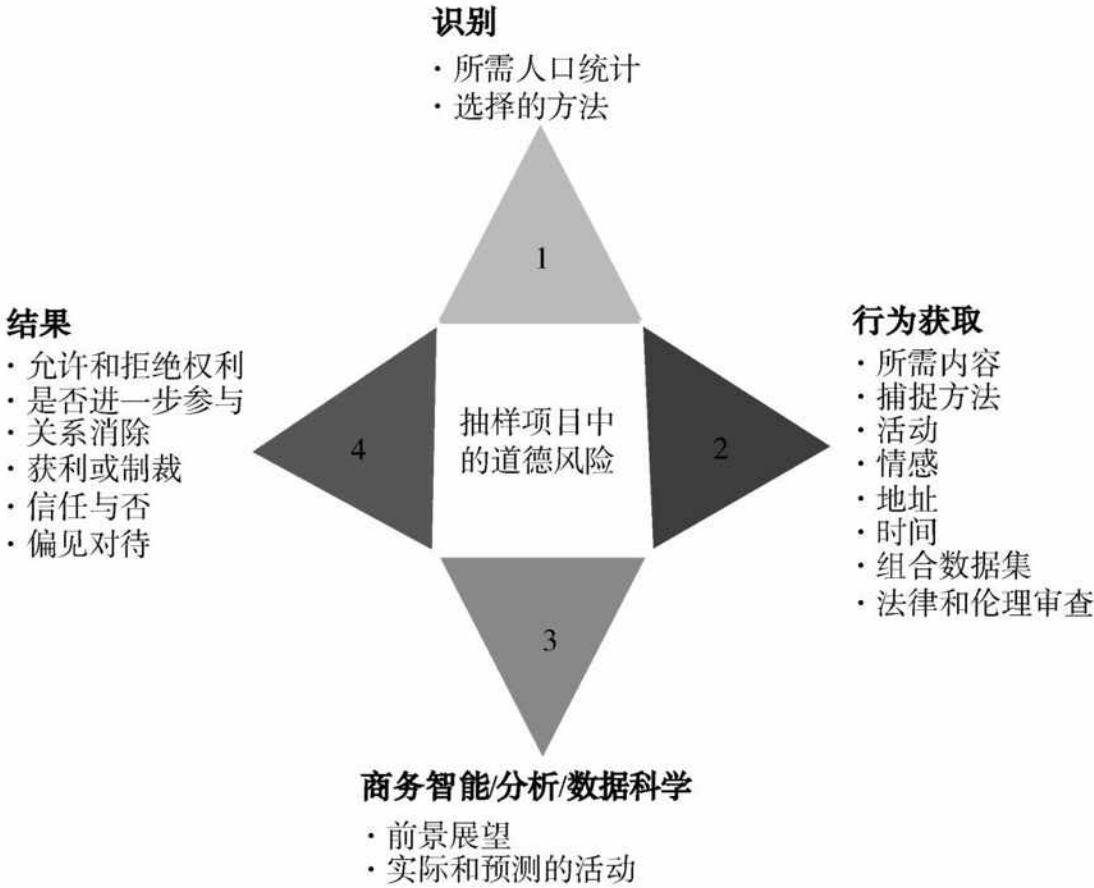 识别
· 所需人口统计
· 选择的方法
1
结果
· 允许和拒绝权利
· 是否进一步参与
· 关系消除
· 获利或制裁
· 信任与否
· 偏见对待
4
抽样项目中
的道德风险
2
行为获取
· 所需内容
· 捕捉方法
· 活动
· 情感
· 地址
· 时间
· 组合数据集
· 法律和伦理审查
3
商务智能/分析/数据科学
· 前景展望
· 实际和预测的活动